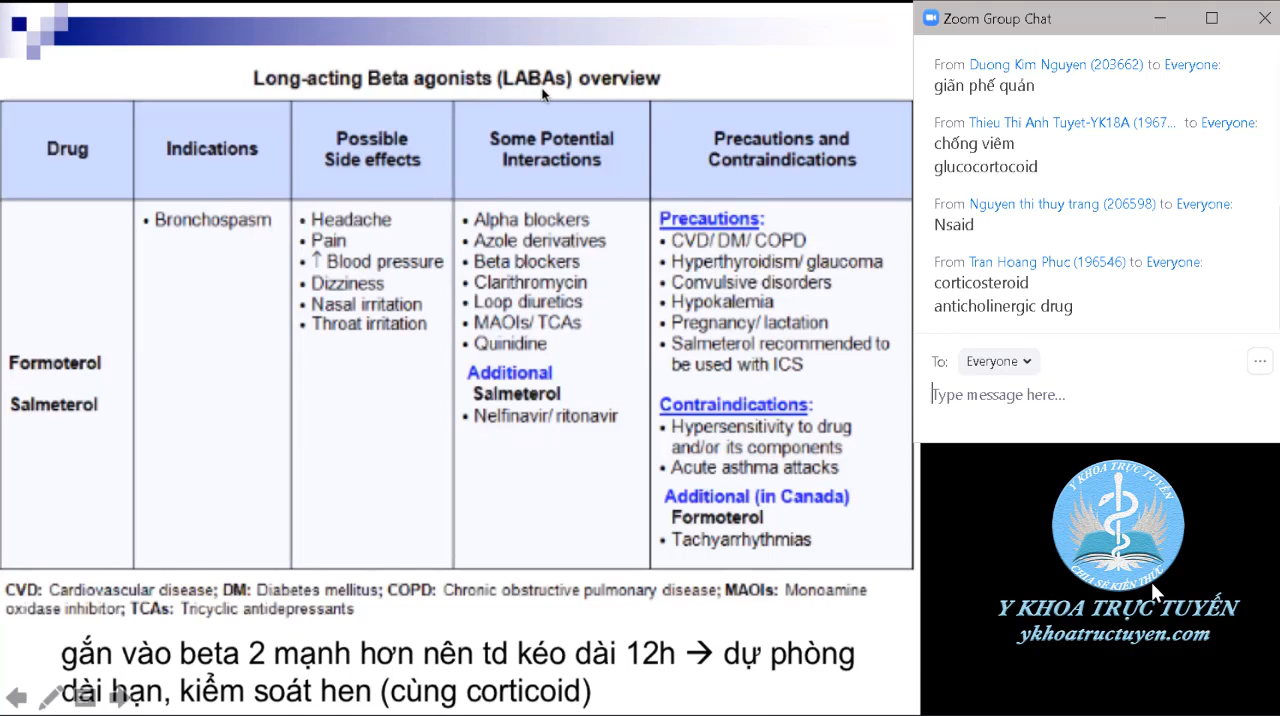 Long-acting Beta agonists (LABAs) overview
Drug
Indications
Possible
Side effects
Some Potential
Interactions
Precautions and
Contraindications
Formoterol
Salmeterol
• Bronchospasm
• Headache
• Pain
• ↑ Blood pressure
• Dizziness
• Nasal irritation
• Throat irritation
• Alpha blockers
• Azole derivatives
• Beta blockers
• Clarithromycin
• Loop diuretics
• MAOIs/ TCAs
• Quinidine
Additional
Salmeterol
• Nelfinavir/ ritonavir
Precautions:
• CVD/ DM/ COPD
• Hyperthyroidism/ glaucoma
• Convulsive disorders
• Hypokalemia
• Pregnancy/ lactation
• Salmeterol recommended to
be used with ICS
Contraindications:
• Hypersensitivity to drug
and/or its components
• Acute asthma attacks
Additional (in Canada)
Formoterol
• Tachyarrhythmias
CVD: Cardiovascular disease; DM: Diabetes mellitus; COPD: Chronic obstructive pulmonary disease; MAOIs: Monoamine
oxidase inhibitor; TCAs: Tricyclic antidepressants
gắn vào beta 2 mạnh hơn nên td kéo dài 12h → dự phòng
dài hạn, kiểm soát hen (cùng corticoid)
Zoom Group Chat
From Duong Kim Nguyen (203662) to Everyone:
giãn phế quản
From Thieu Thi Anh Tuyet-YK18A (1967... to Everyone:
chống viêm
glucocortocoid
From Nguyen thi thuy trang (206598) to Everyone:
Nsaid
From Tran Hoang Phuc (196546) to Everyone:
corticosteroid
anticholinergic drug
To: Everyone
Type message here...
Y KHOA TRỰC TUYẾN
CHIA SẺ KIẾN THỨC
Y KHOA TRỰC TUYẾN
ykhoatructuyen.com